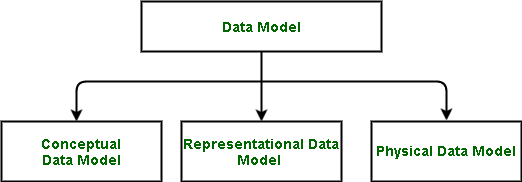 Data Model
Conceptual
Data Model
Representational Data
Model
Physical Data Model